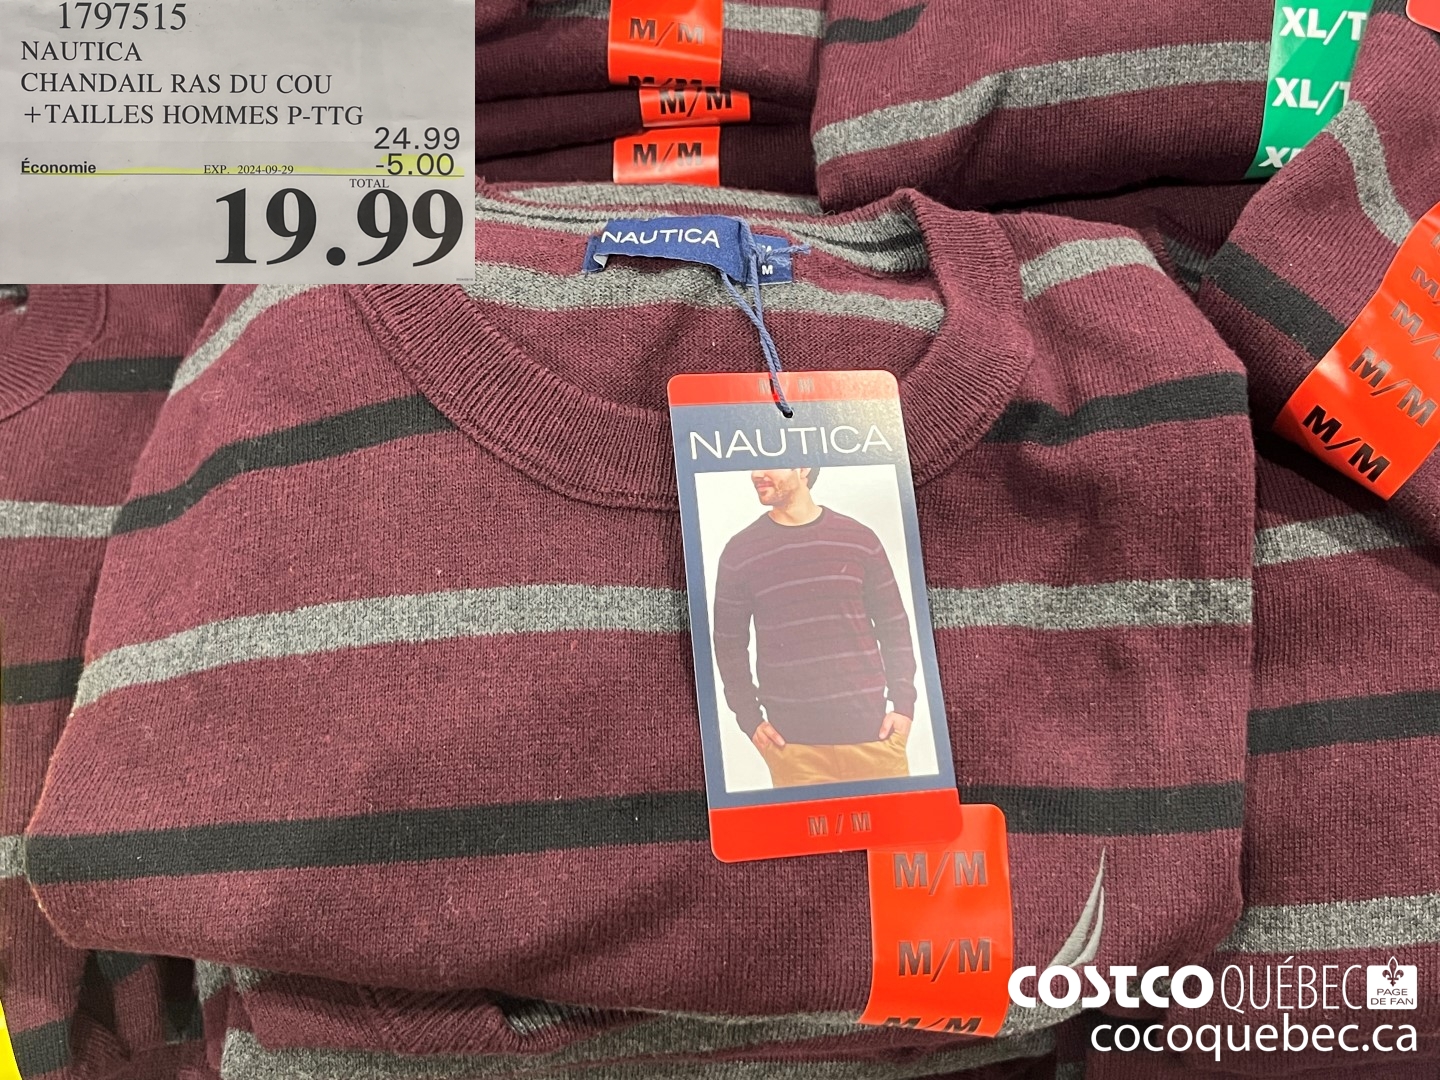 1797515
NAUTICA
CHANDAIL RAS DU COU
+TAILLES HOMMES P-TTG
24.99
Économie EXP. 2024-09-29 -5.00
TOTAL
19.99
M/M
M/M
M/M
XL/T
XL/T
NAUTICA
M
M/M
M/M
M/M
NAUTICA
M / M
M/M
M/M
M/M
COSTCO QUÉBEC PAGE DE FAN
cocoquebec.ca